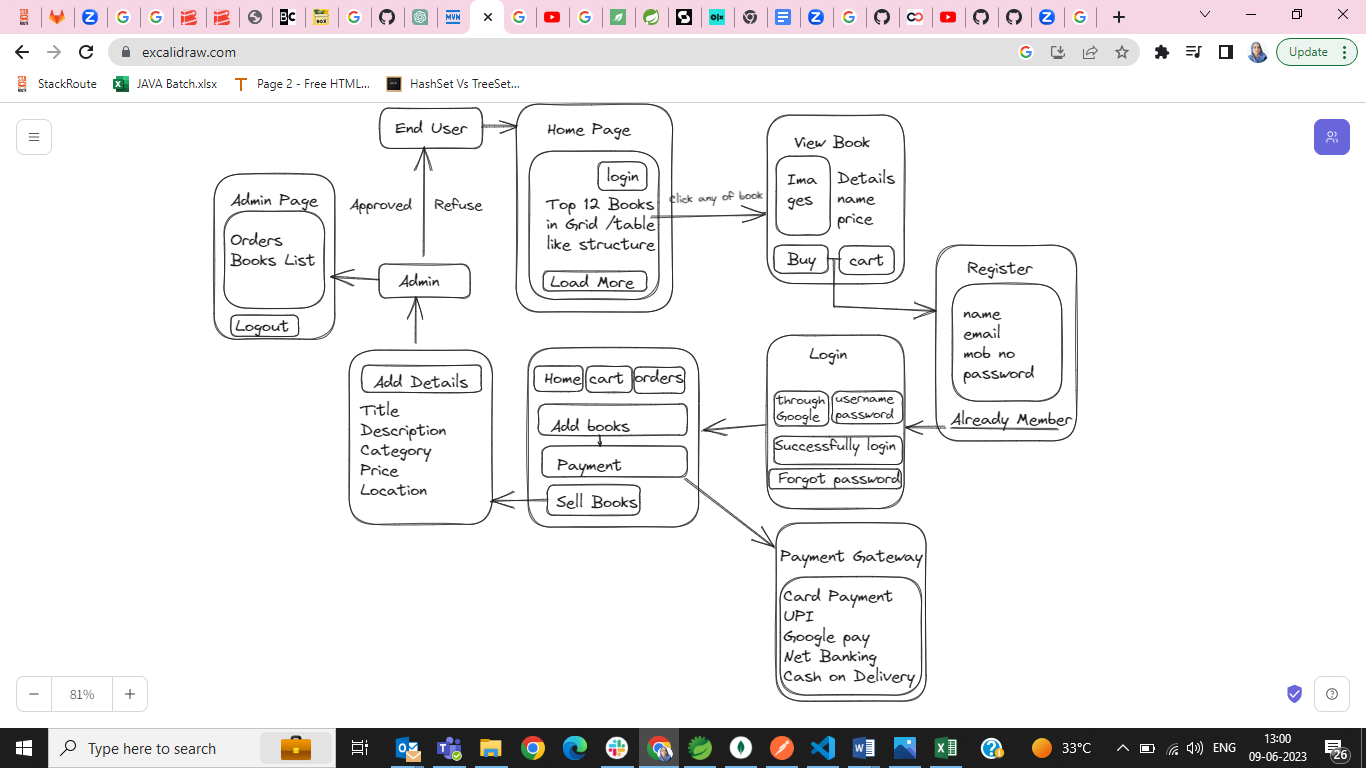 excalidraw.com
Update
StackRoute
JAVA Batch.xlsx
Page 2 - Free HTML...
HashSet Vs TreeSet...
End User
Approved
Refuse
Admin Page
Orders
Books List
Logout
Admin
Home Page
login
Top 12 Books
in Grid /table
like structure
Load More
Click any of book
View Book
Ima
ges
Details
name
price
Buy
cart
Register
name
email
mob no
password
Already Member
Login
through
Google
username
password
Successfully login
Forgot password
Home
cart
orders
Add books
Payment
Sell Books
Add Details
Title
Description
Category
Price
Location
Payment Gateway
Card Payment
UPI
Google pay
Net Banking
Cash on Delivery
81%
Type here to search
33°C
ENG
13:00
09-06-2023
26